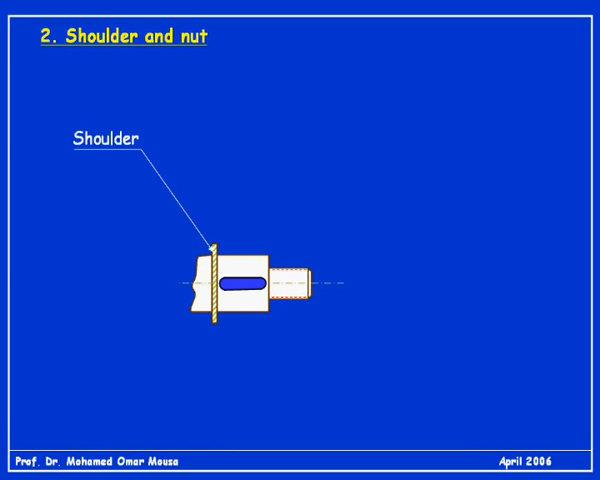 2. Shoulder and nut
Shoulder
Prof. Dr. Mohamed Omar Mousa
April 2006